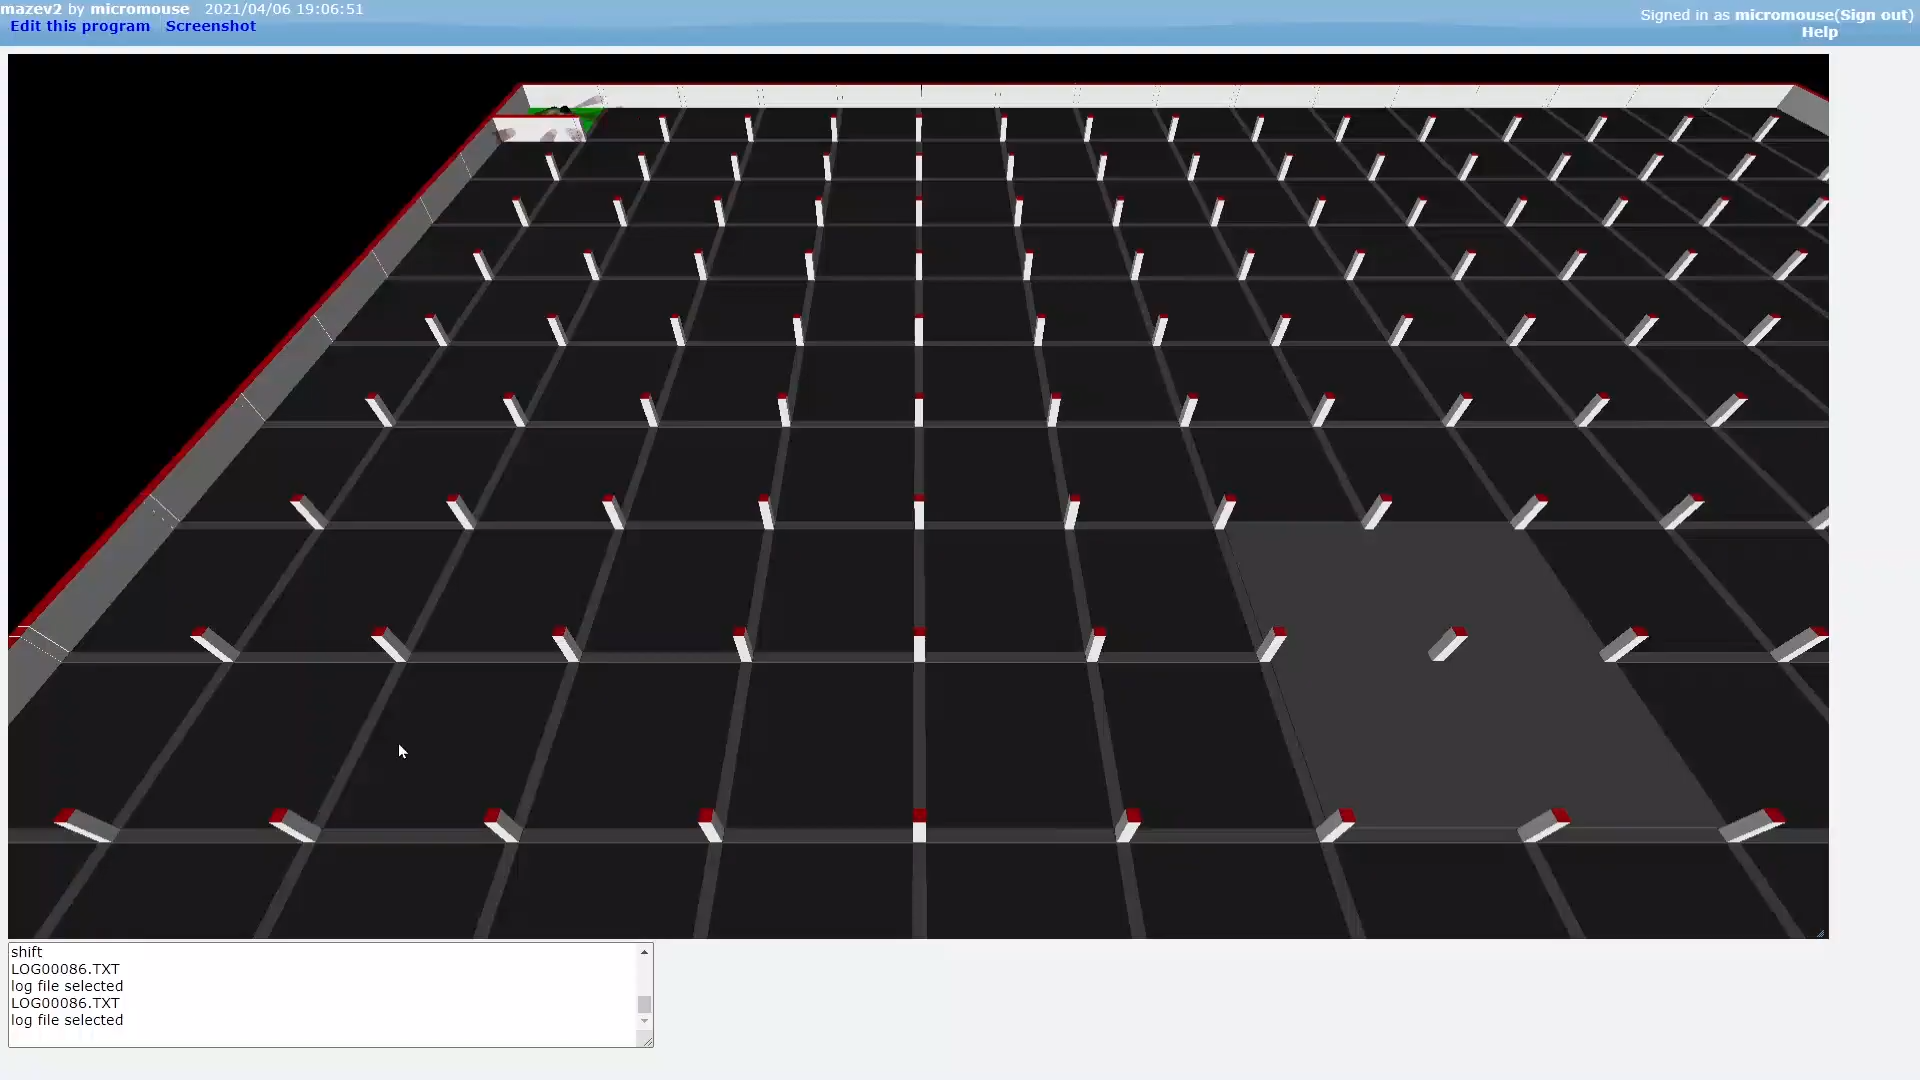 mazev2 by micromouse 2021/04/06 19:06:51
Edit this program Screenshot
Signed in as micromouse(Sign out)
Help
shift
LOG00086.TXT
log file selected
LOG00086.TXT
log file selected